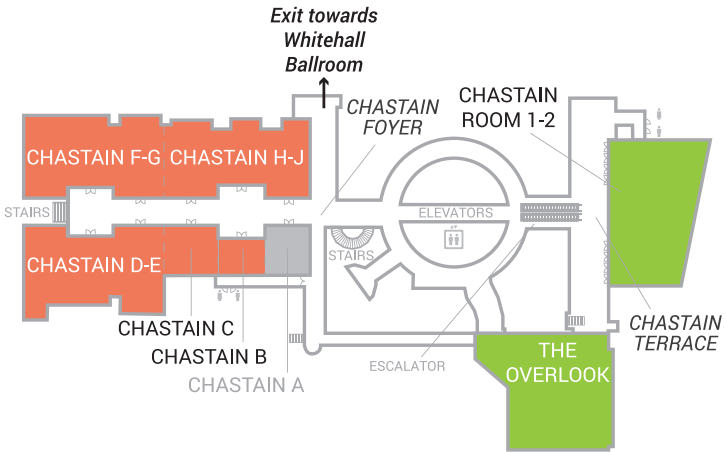 Exit towards
Whitehall
Ballroom
CHASTAIN
FOYER
CHASTAIN
ROOM 1-2
CHASTAIN F-G
CHASTAIN H-J
STAIRS
ELEVATORS
STAIRS
CHASTAIN D-E
CHASTAIN C
CHASTAIN B
CHASTAIN A
ESCALATOR
THE
OVERLOOK
CHASTAIN
TERRACE